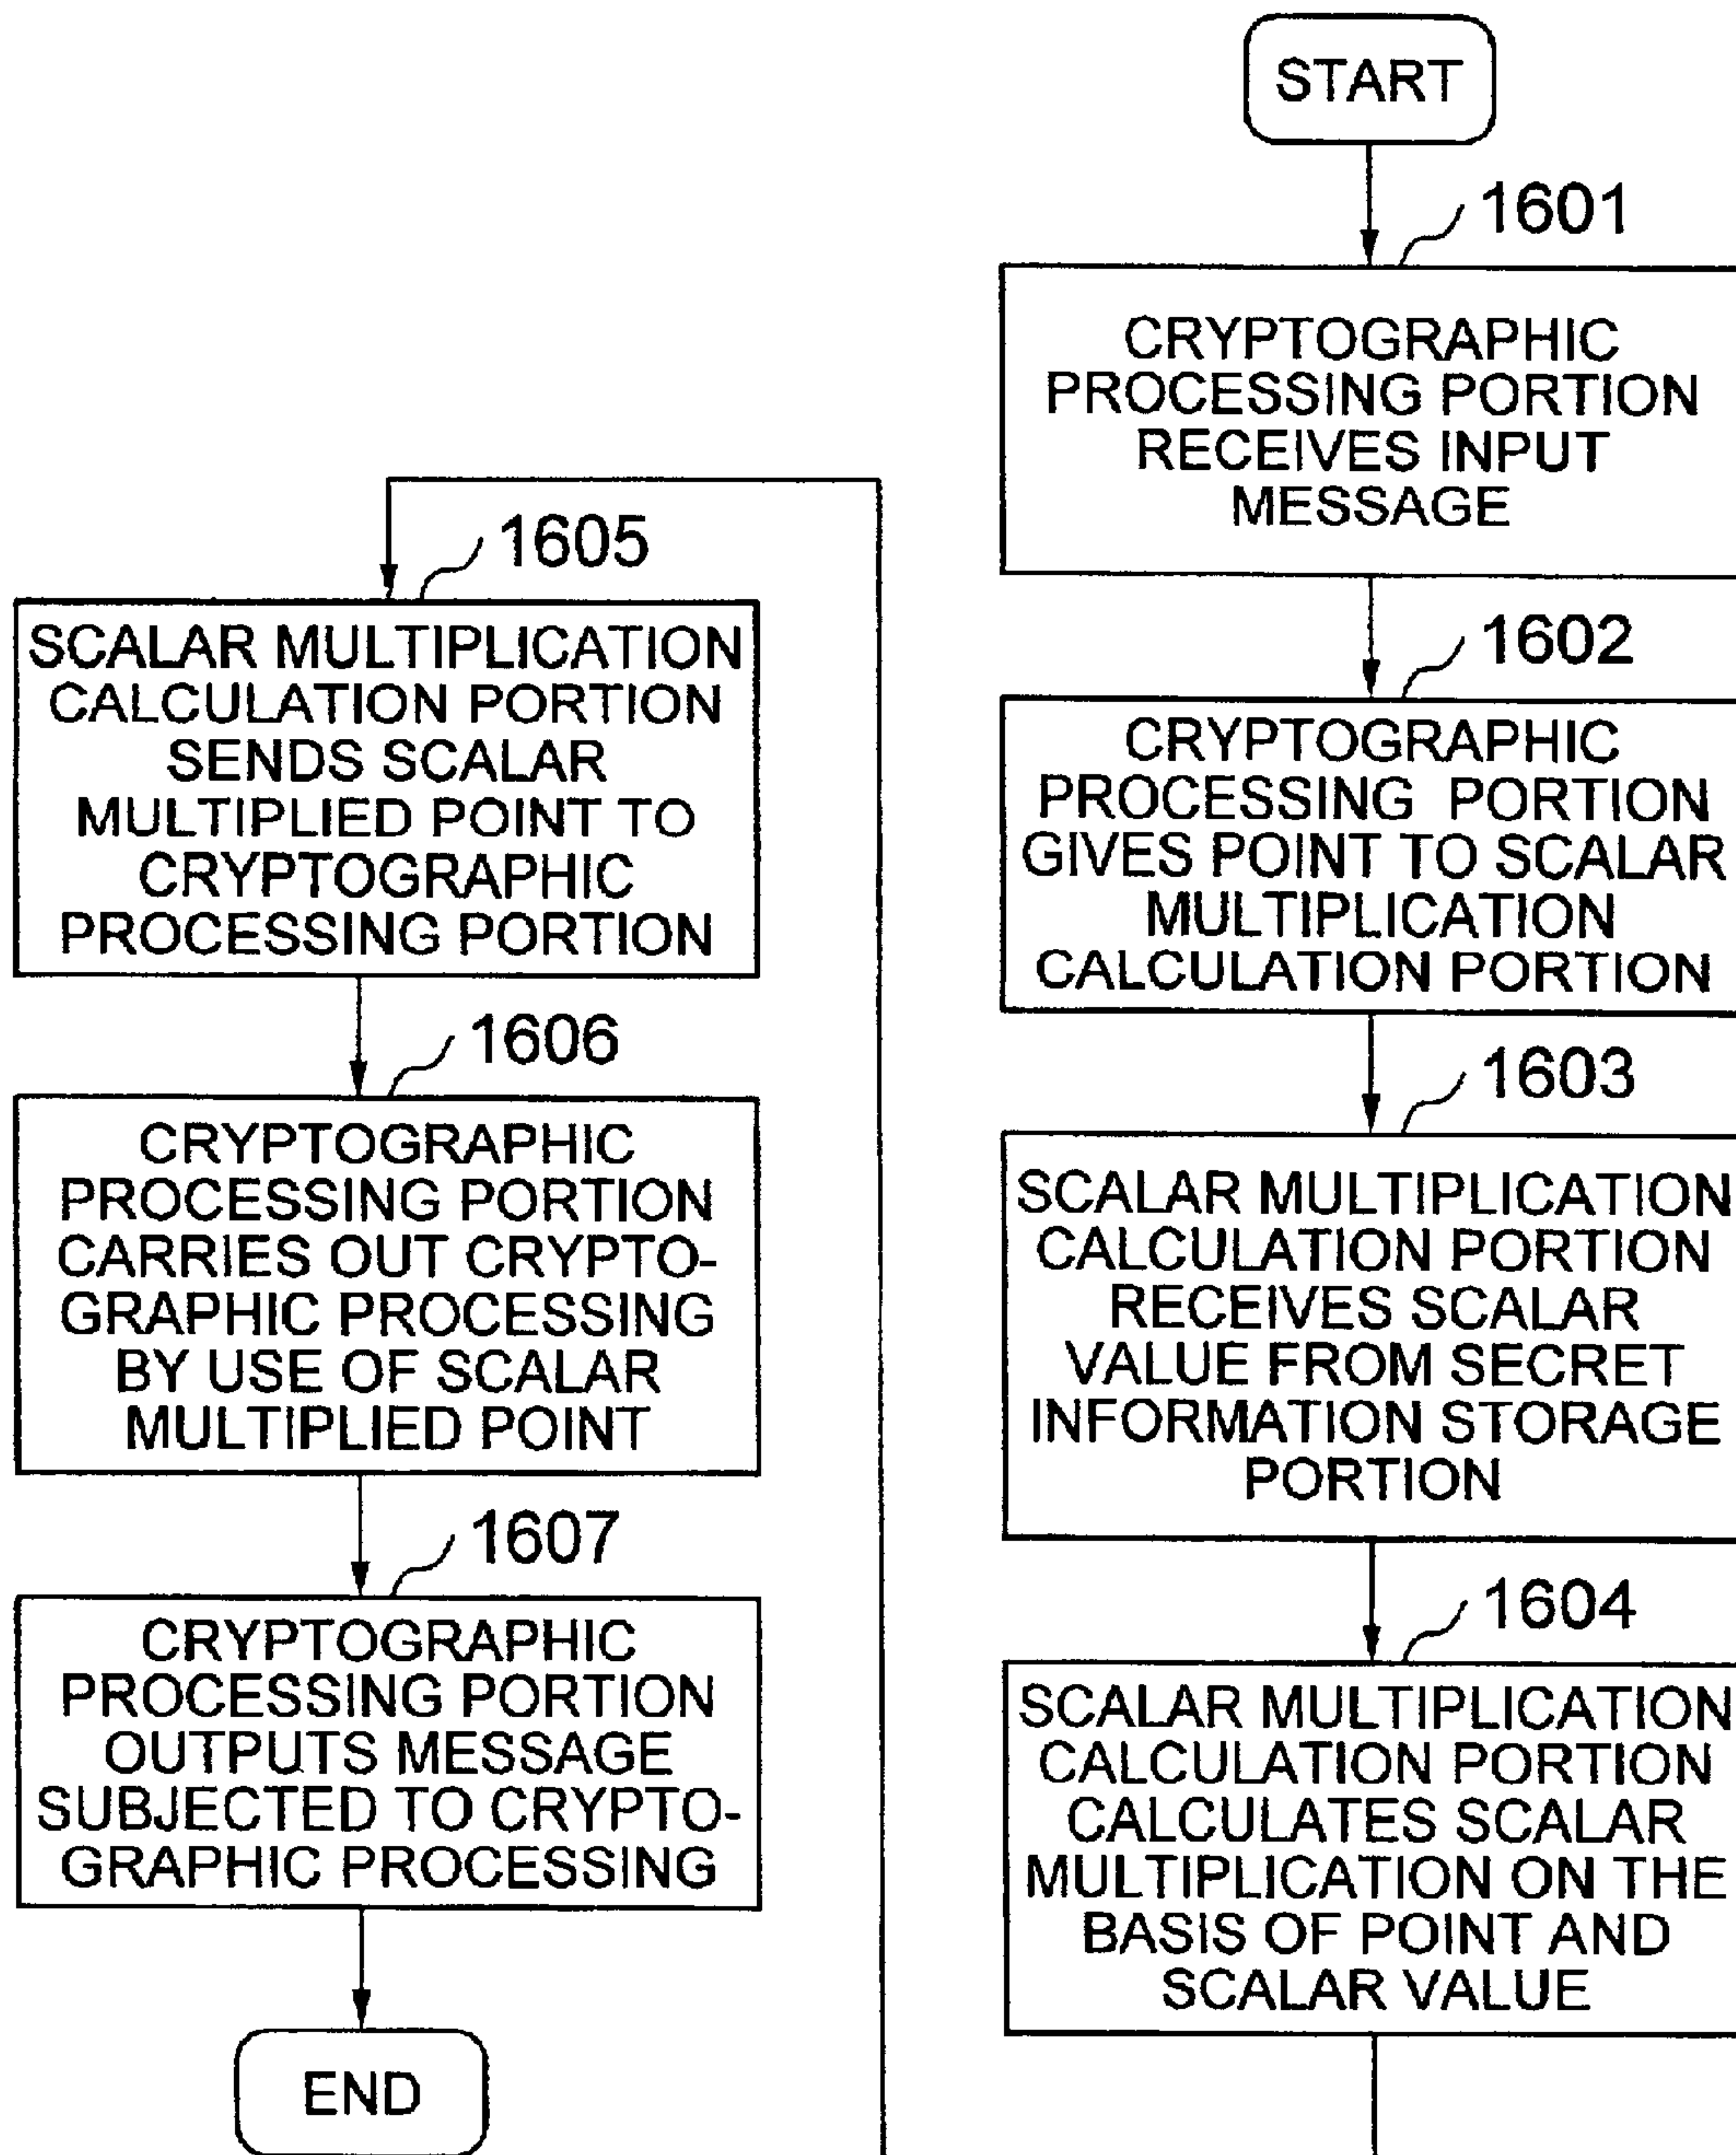 START
1601
CRYPTOGRAPHIC
PROCESSING PORTION
RECEIVES INPUT
MESSAGE
1602
CRYPTOGRAPHIC
PROCESSING PORTION
GIVES POINT TO SCALAR
MULTIPLICATION
CALCULATION PORTION
1603
SCALAR MULTIPLICATION
CALCULATION PORTION
RECEIVES SCALAR
VALUE FROM SECRET
INFORMATION STORAGE
PORTION
1604
SCALAR MULTIPLICATION
CALCULATION PORTION
CALCULATES SCALAR
MULTIPLICATION ON THE
BASIS OF POINT AND
SCALAR VALUE
1605
SCALAR MULTIPLICATION
CALCULATION PORTION
SENDS SCALAR
MULTIPLIED POINT TO
CRYPTOGRAPHIC
PROCESSING PORTION
1606
CRYPTOGRAPHIC
PROCESSING PORTION
CARRIES OUT CRYPTO-
GRAPHIC PROCESSING
BY USE OF SCALAR
MULTIPLIED POINT
1607
CRYPTOGRAPHIC
PROCESSING PORTION
OUTPUTS MESSAGE
SUBJECTED TO CRYPTO-
GRAPHIC PROCESSING
END